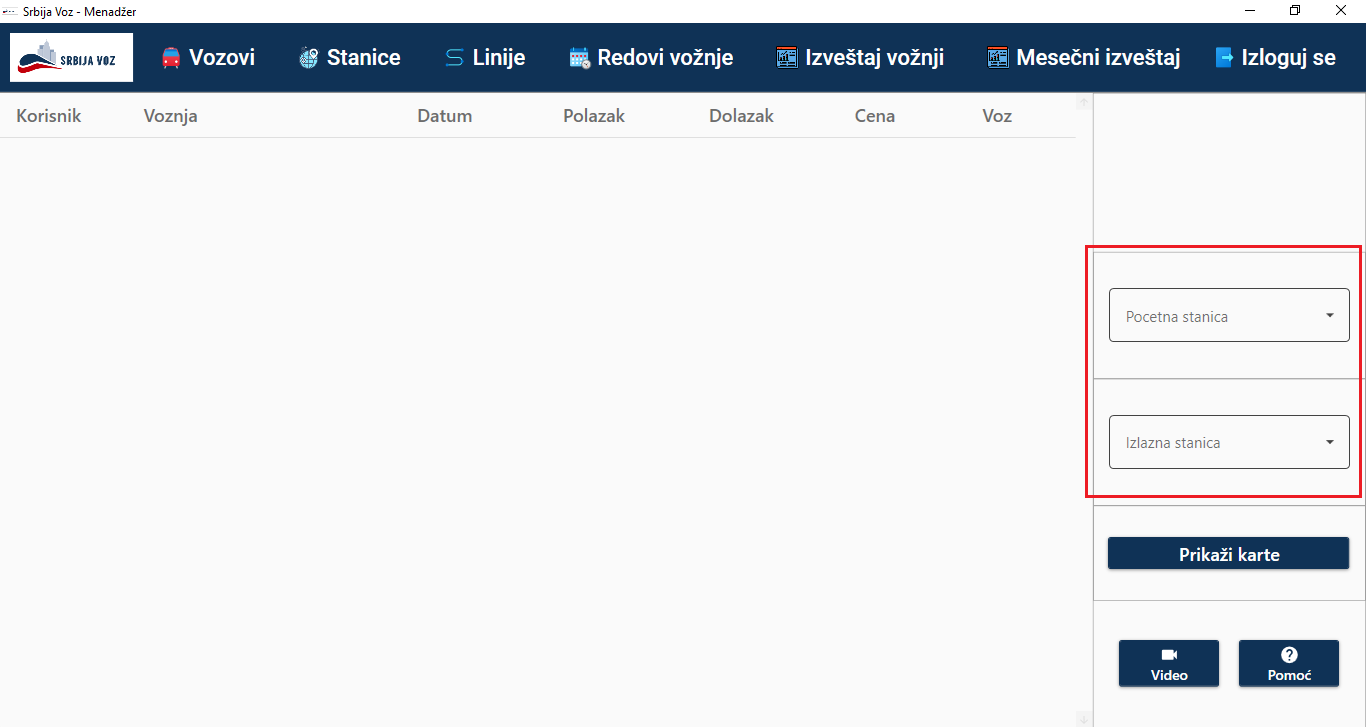 Srbija Voz - Menadžer
SRBIJA VOZ
Vozovi
Stanice
Linije
Redovi vožnje
Izveštaj vožnji
Mesečni izveštaj
Izloguj se
Korisnik
Voznja
Datum
Polazak
Dolazak
Cena
Voz
Pocetna stanica
Izlazna stanica
Prikaži karte
Video
Pomoć